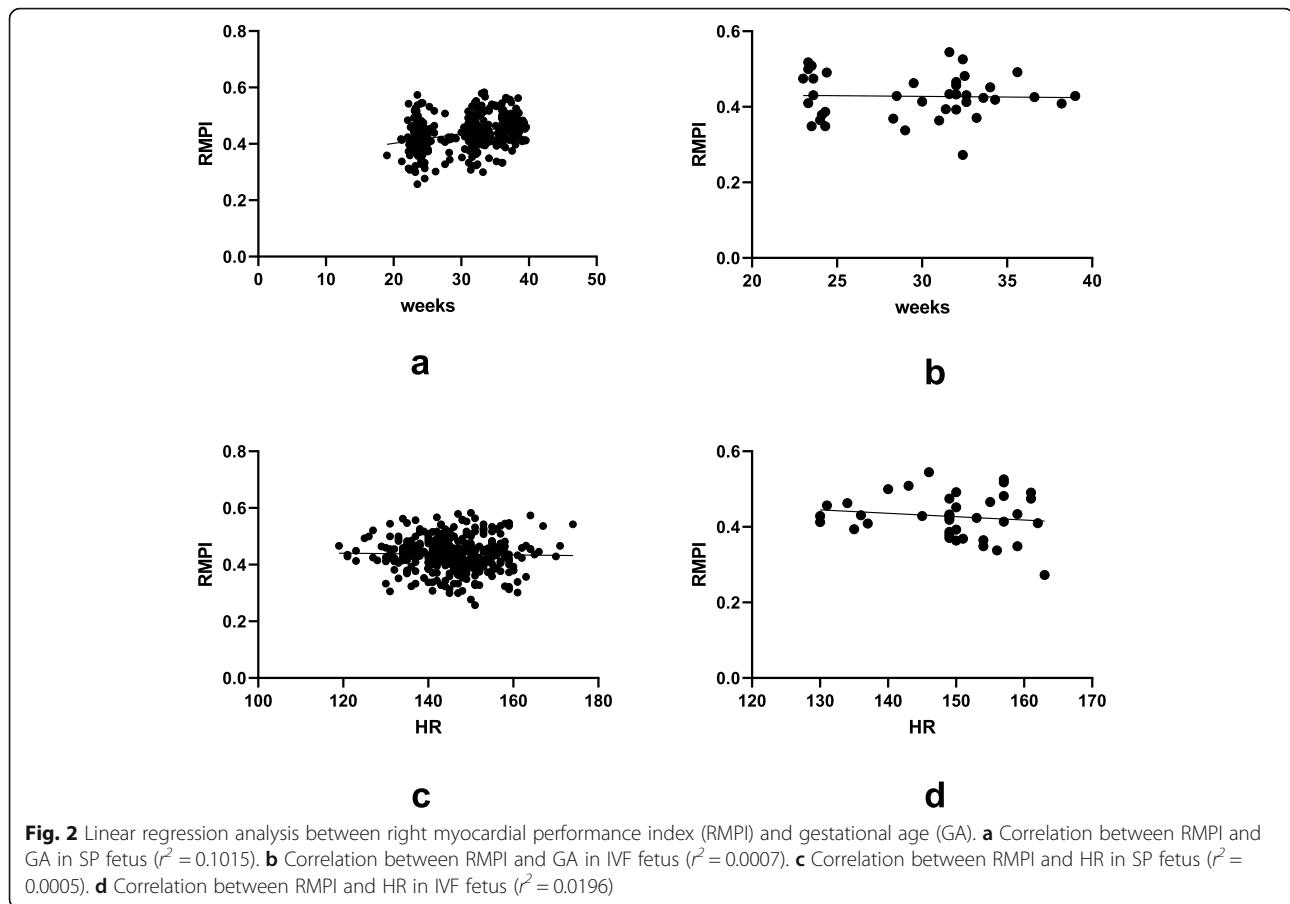 0.8
0.6
0.4
0.2
0.0
RMPI
0 10 20 30 40 50
weeks
a
0.6
0.4
0.2
0.0
RMPI
20 25 30 35 40
weeks
b
0.8
0.6
0.4
0.2
0.0
RMPI
100 120 140 160 180
HR
c
0.6
0.4
0.2
0.0
RMPI
120 130 140 150 160 170
HR
d
Fig. 2 Linear regression analysis between right myocardial performance index (RMPI) and gestational age (GA). a Correlation between RMPI and
GA in SP fetus (r² = 0.1015). b Correlation between RMPI and GA in IVF fetus (r² = 0.0007). c Correlation between RMPI and HR in SP fetus (r² =
0.0005). d Correlation between RMPI and HR in IVF fetus (r² = 0.0196)